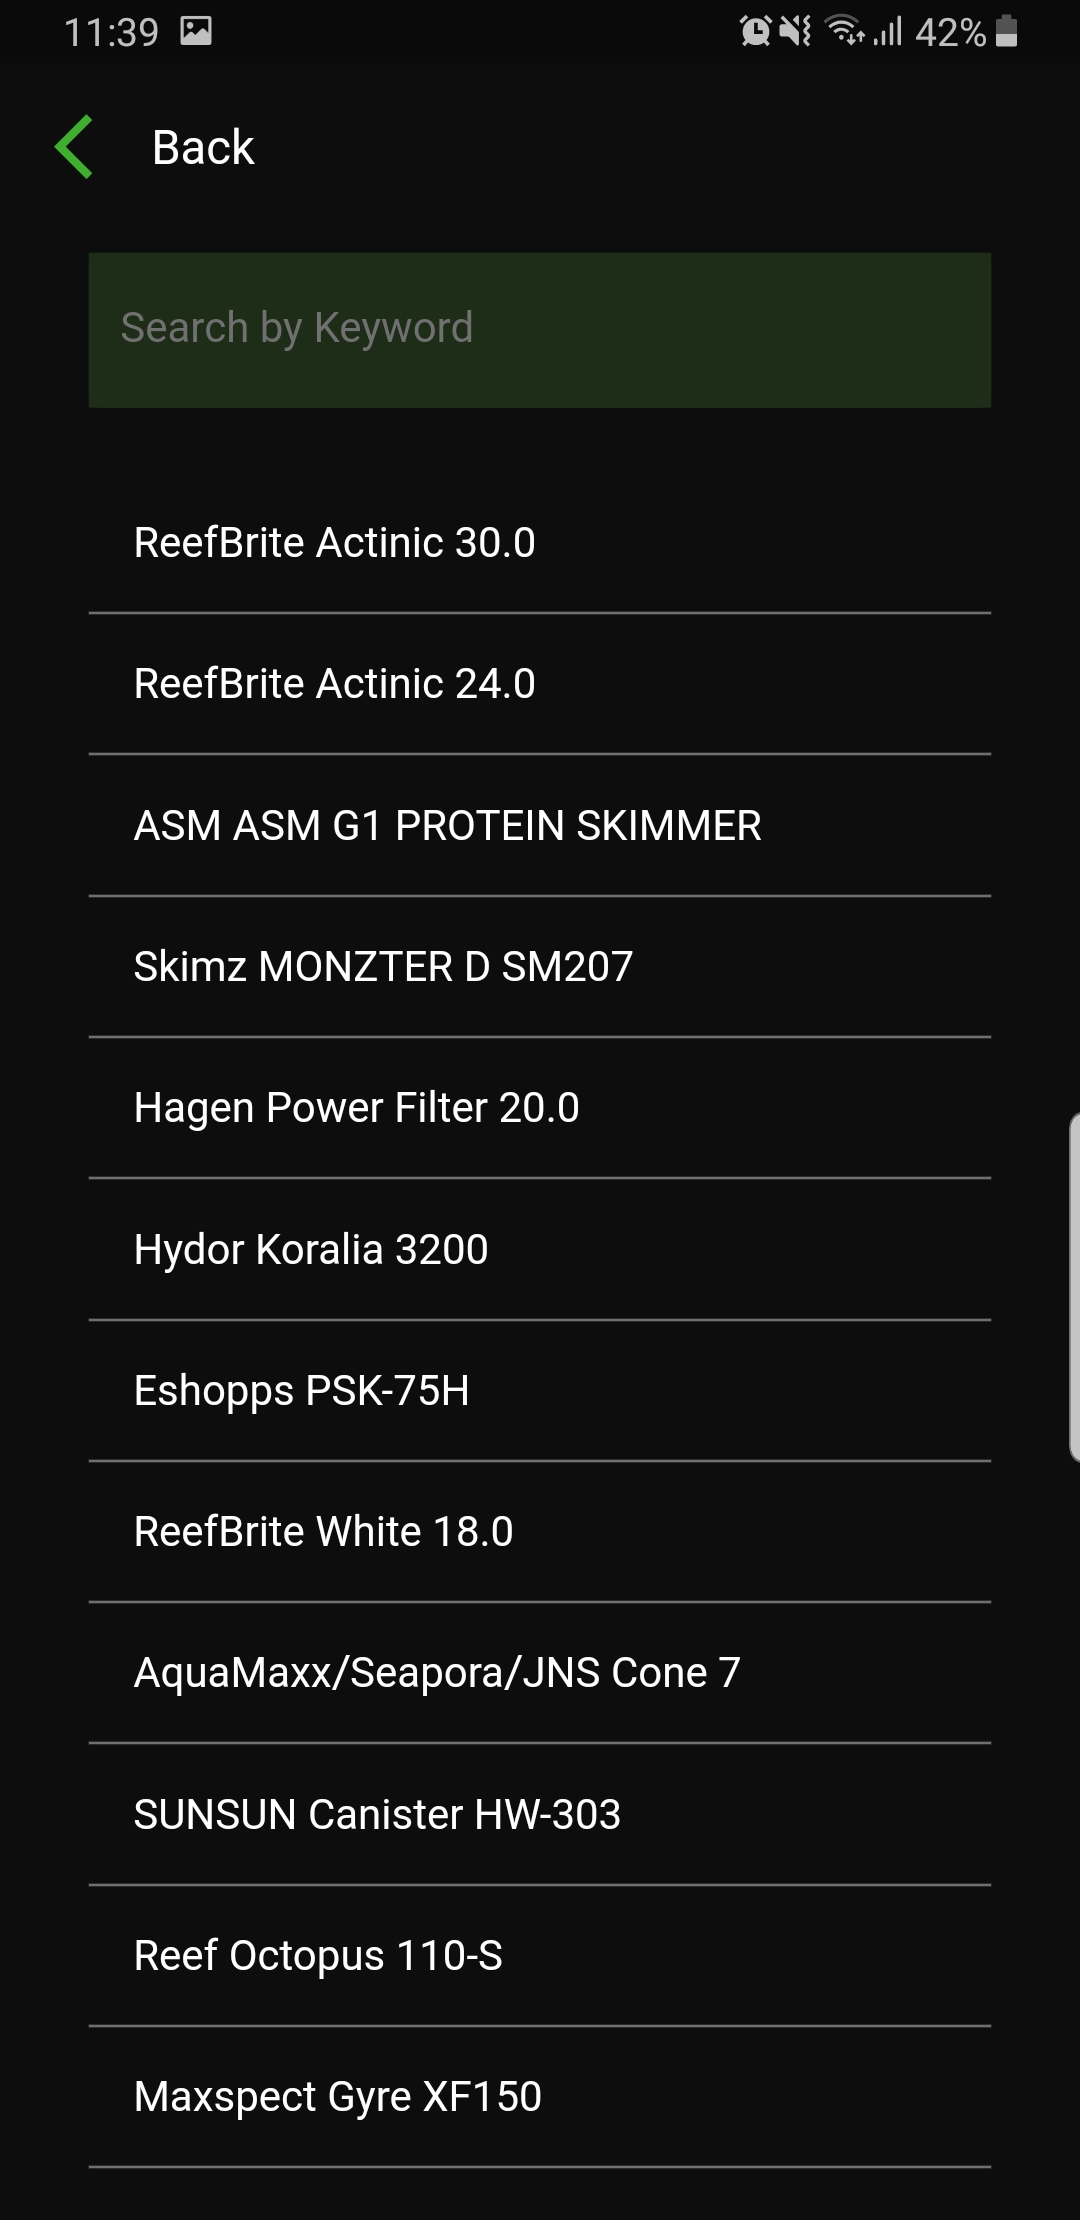 11:39
42%
Back
Search by Keyword
ReefBrite Actinic 30.0
ReefBrite Actinic 24.0
ASM ASM G1 PROTEIN SKIMMER
Skimz MONZTER D SM207
Hagen Power Filter 20.0
Hydor Koralia 3200
Eshopps PSK-75H
ReefBrite White 18.0
AquaMaxx/Seapora/JNS Cone 7
SUNSUN Canister HW-303
Reef Octopus 110-S
Maxspect Gyre XF150